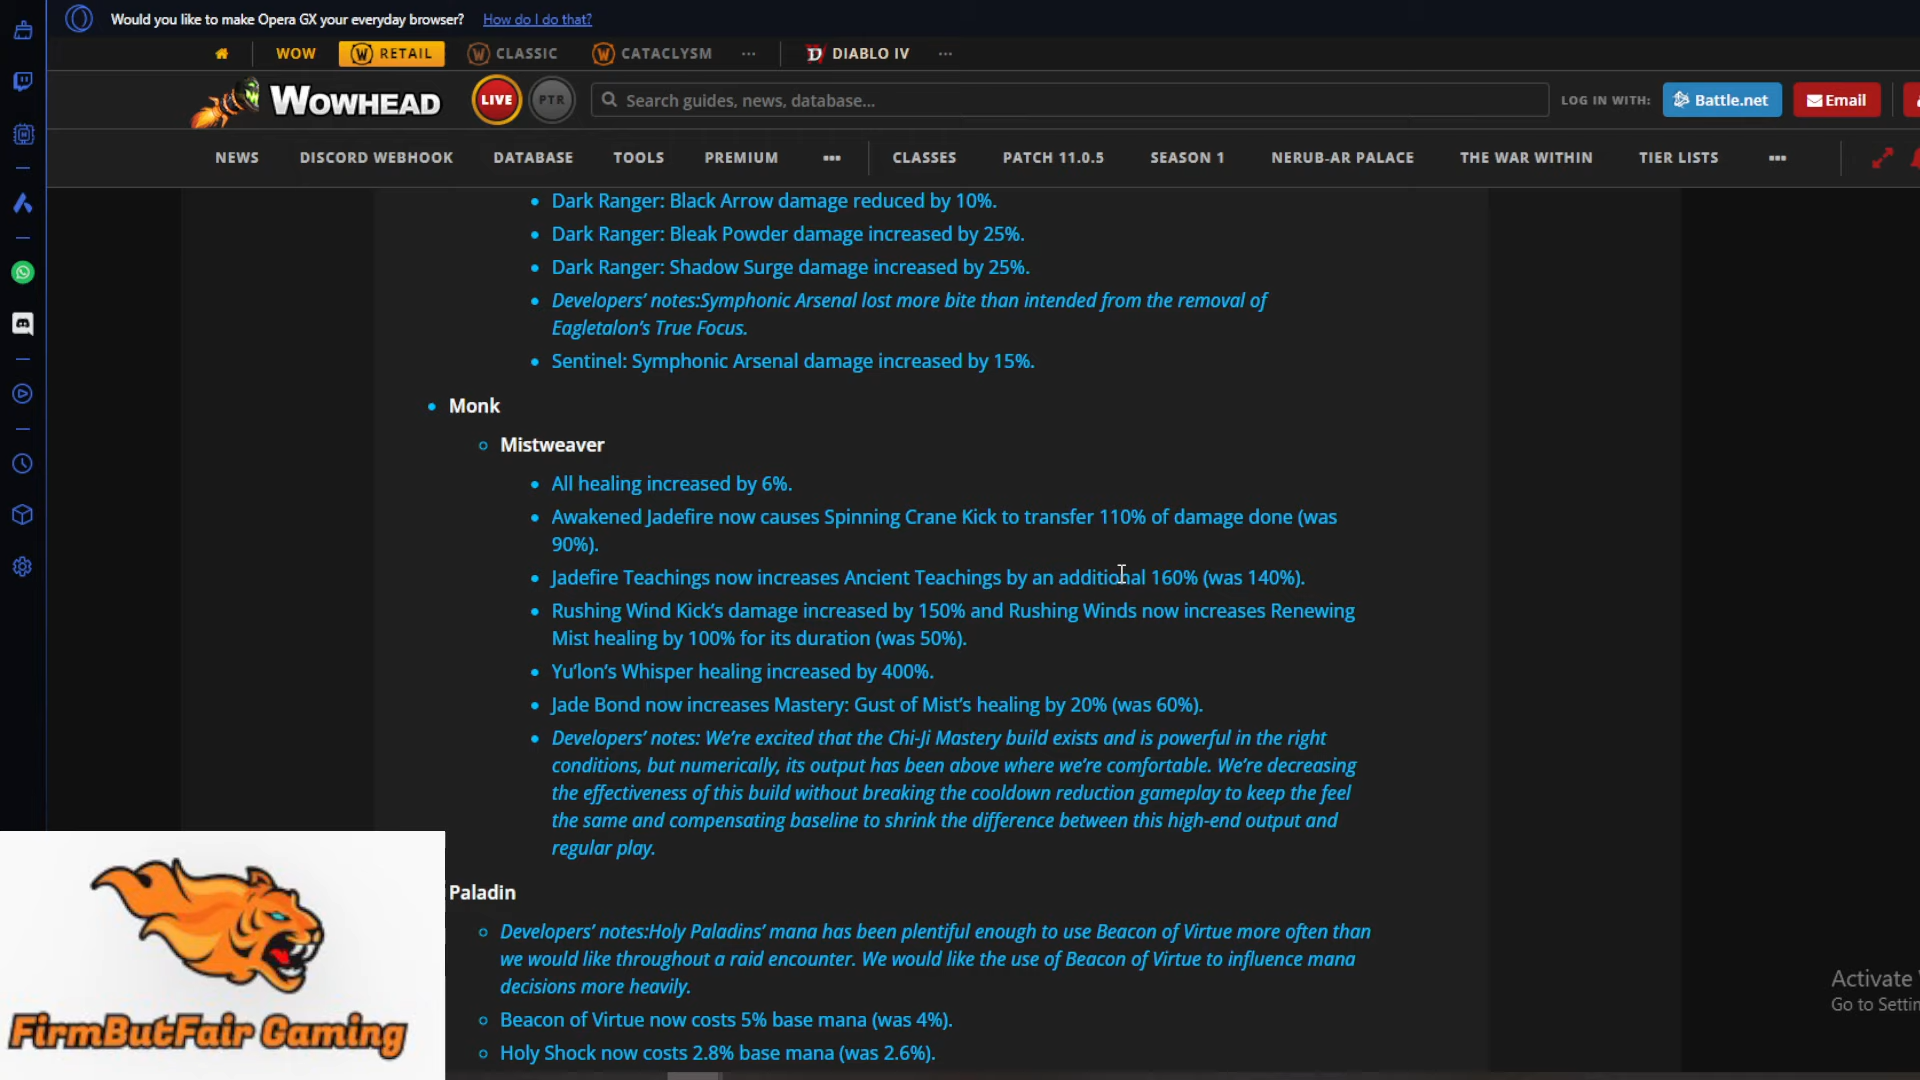 Would you like to make Opera GX your everyday browser? How do I do that?
WOW RETAIL CLASSIC CATACLYSM ··· DIABLO IV ···
WOWHEAD LIVE PTR Search guides, news, database... LOG IN WITH: Battle.net Email
NEWS DISCORD WEBHOOK DATABASE TOOLS PREMIUM ··· CLASSES PATCH 11.0.5 SEASON 1 NERUB-AR PALACE THE WAR WITHIN TIER LISTS ···
• Dark Ranger: Black Arrow damage reduced by 10%.
• Dark Ranger: Bleak Powder damage increased by 25%.
• Dark Ranger: Shadow Surge damage increased by 25%.
• Developers’ notes:Symphonic Arsenal lost more bite than intended from the removal of
Eagletalon’s True Focus.
• Sentinel: Symphonic Arsenal damage increased by 15%.
• Monk
○ Mistweaver
• All healing increased by 6%.
• Awakened Jadefire now causes Spinning Crane Kick to transfer 110% of damage done (was
90%).
• Jadefire Teachings now increases Ancient Teachings by an additional 160% (was 140%).
• Rushing Wind Kick’s damage increased by 150% and Rushing Winds now increases Renewing
Mist healing by 100% for its duration (was 50%).
• Yu’lon’s Whisper healing increased by 400%.
• Jade Bond now increases Mastery: Gust of Mist’s healing by 20% (was 60%).
• Developers’ notes: We’re excited that the Chi-Ji Mastery build exists and is powerful in the right
conditions, but numerically, its output has been above where we’re comfortable. We’re decreasing
the effectiveness of this build without breaking the cooldown reduction gameplay to keep the feel
the same and compensating baseline to shrink the difference between this high-end output and
regular play.
Paladin
○ Developers’ notes:Holy Paladins’ mana has been plentiful enough to use Beacon of Virtue more often than
we would like throughout a raid encounter. We would like the use of Beacon of Virtue to influence mana
decisions more heavily.
○ Beacon of Virtue now costs 5% base mana (was 4%).
○ Holy Shock now costs 2.8% base mana (was 2.6%).
FirmButFair Gaming
Activate
Go to